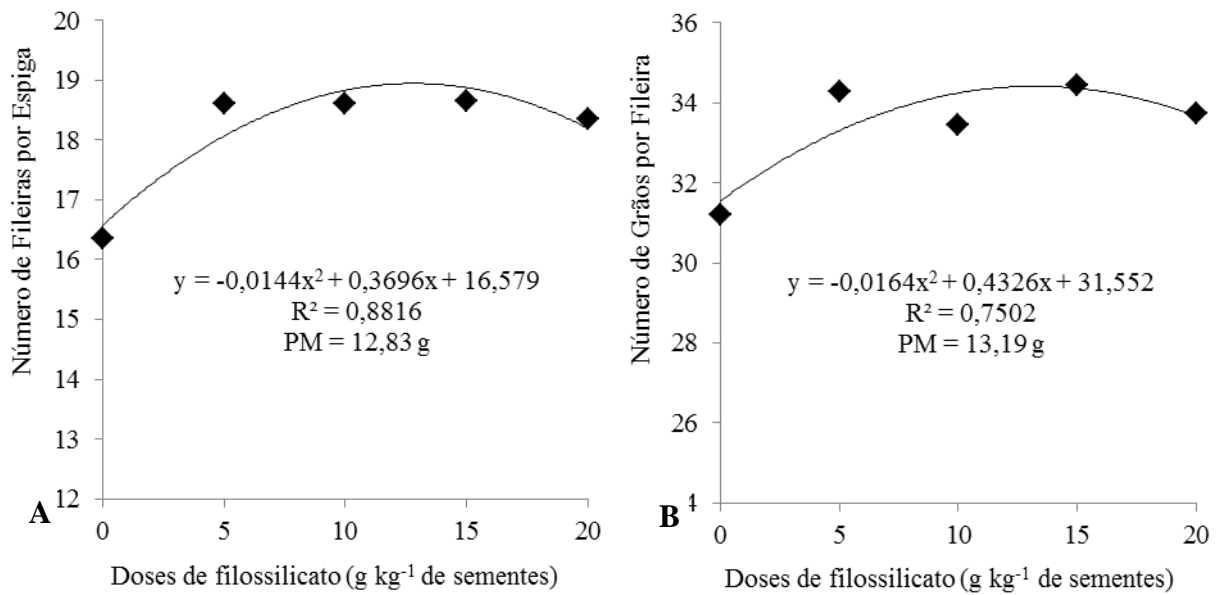 20
19
18
17
16
15
14
13
12
Número de Fileiras por Espiga
y = -0,0144x² + 0,3696x + 16,579
R² = 0,8816
PM = 12,83 g
A
0 5 10 15 20
Doses de filossilicato (g kg⁻¹ de sementes)
36
34
32
30
28
26
4
Número de Grãos por Fileira
y = -0,0164x² + 0,4326x + 31,552
R² = 0,7502
PM = 13,19 g
B
0 5 10 15 20
Doses de filossilicato (g kg⁻¹ de sementes)